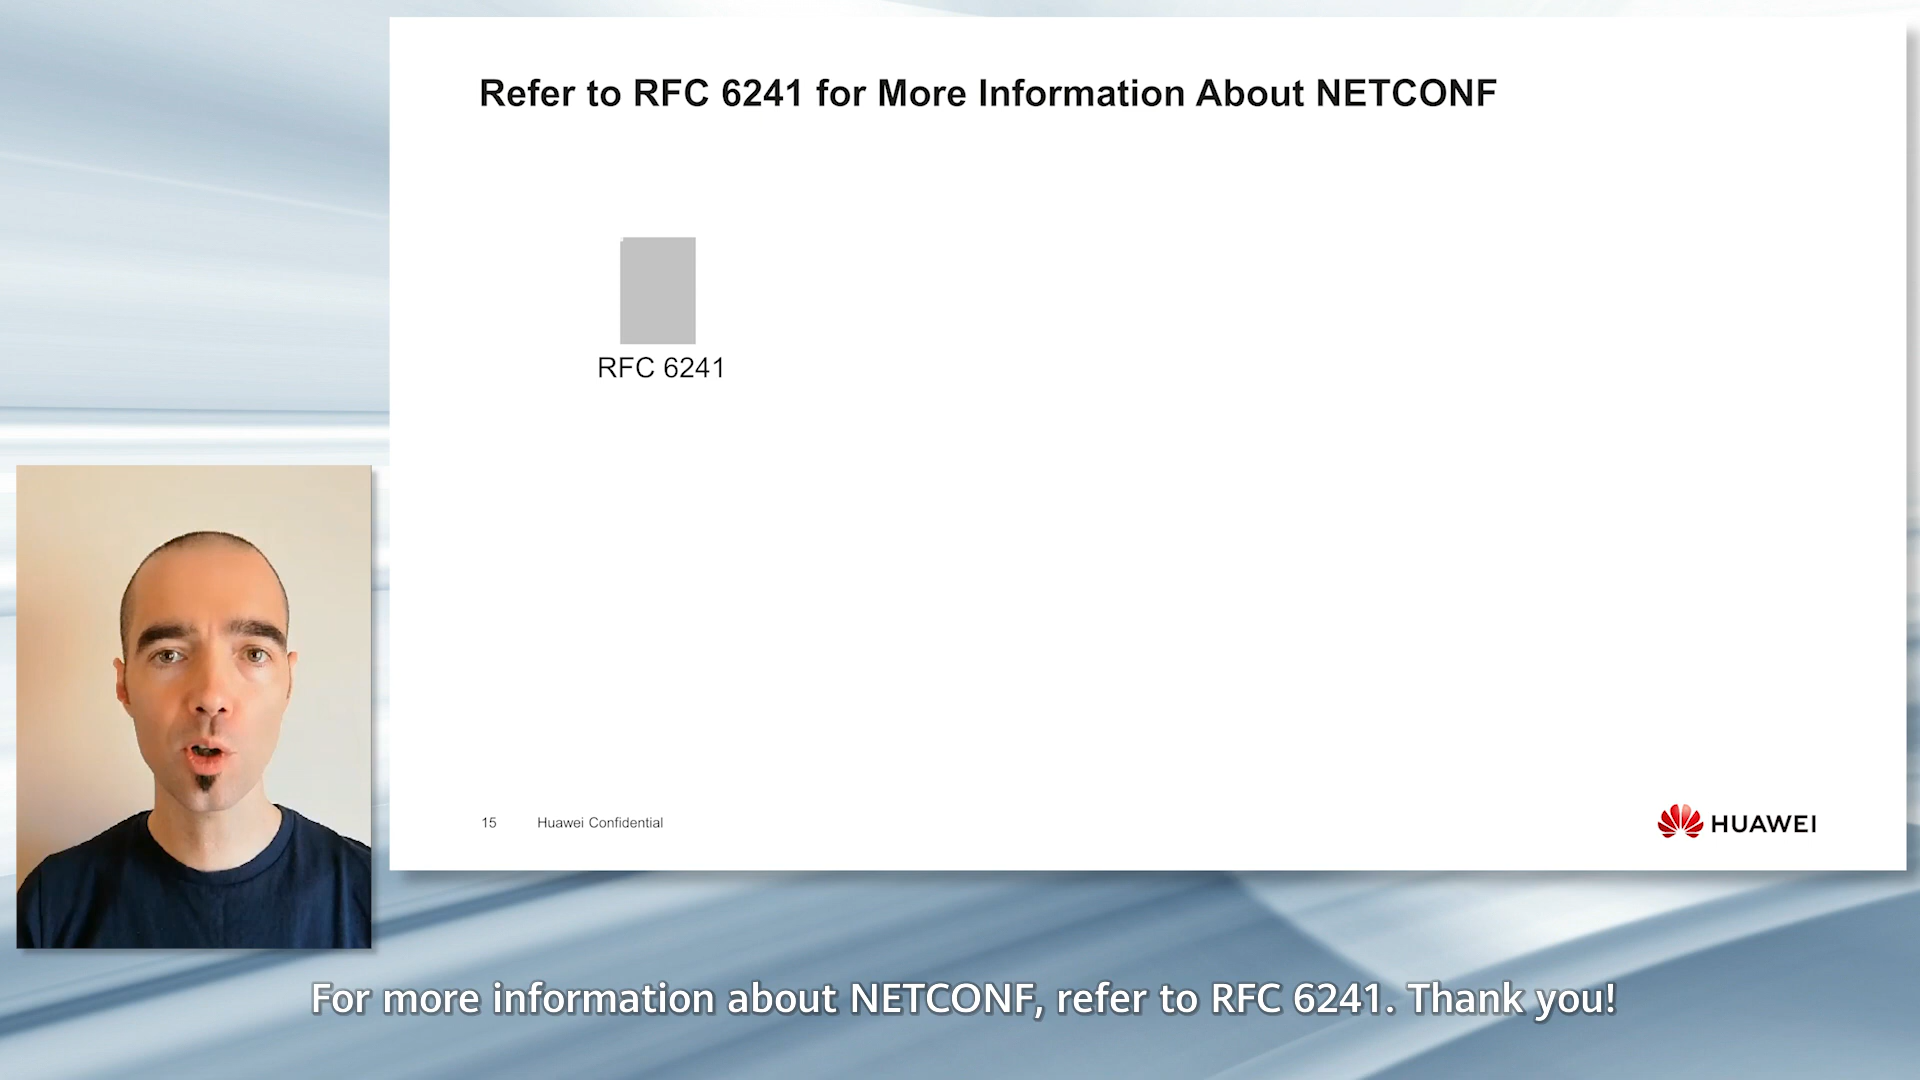 Refer to RFC 6241 for More Information About NETCONF
RFC 6241
15 Huawei Confidential
HUAWEI
For more information about NETCONF, refer to RFC 6241. Thank you!